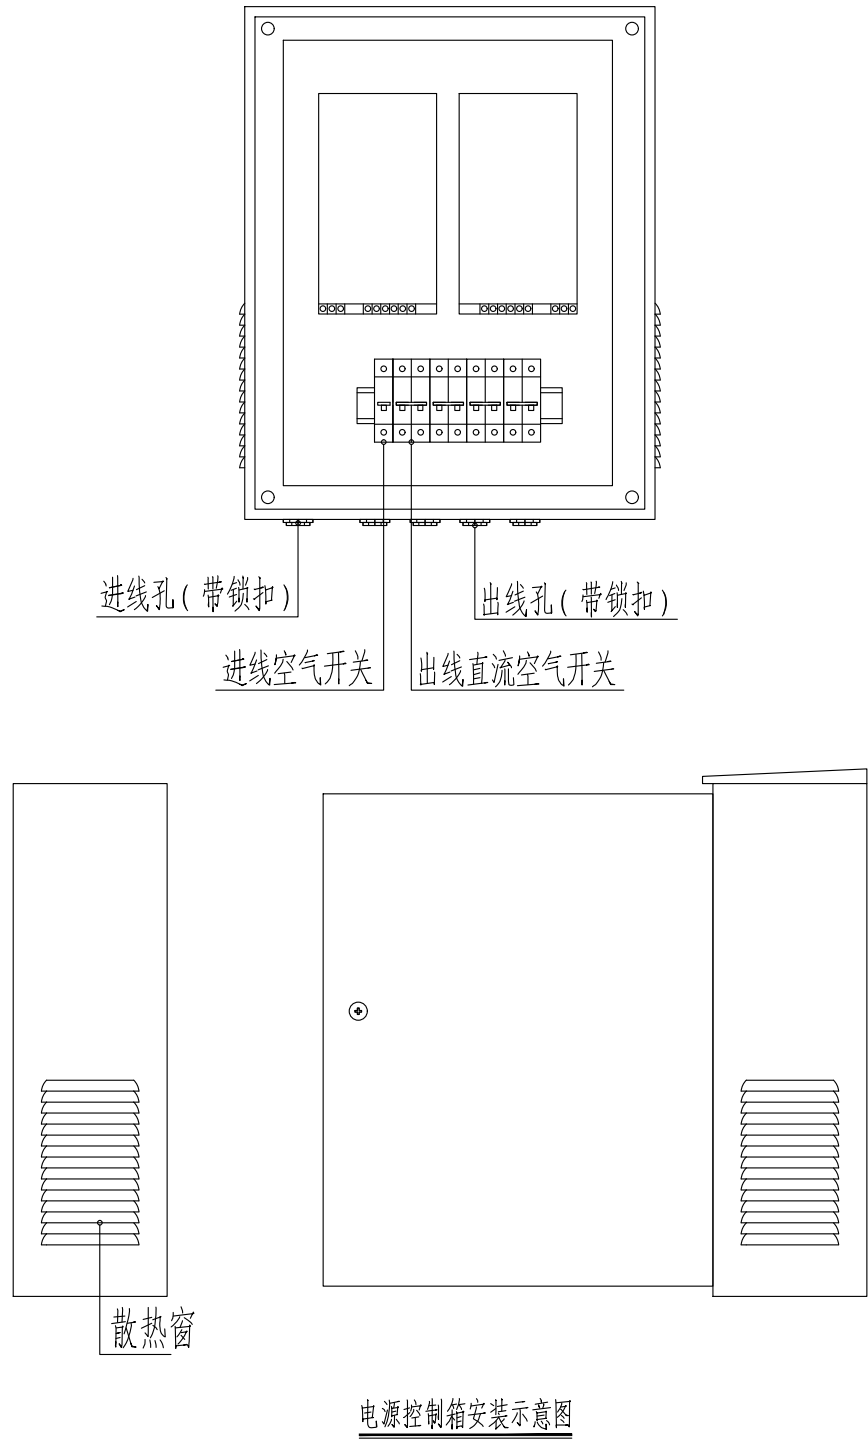 进线孔(带锁扣)
出线孔(带锁扣)
进线空气开关
出线直流空气开关
散热窗
电源控制箱安装示意图